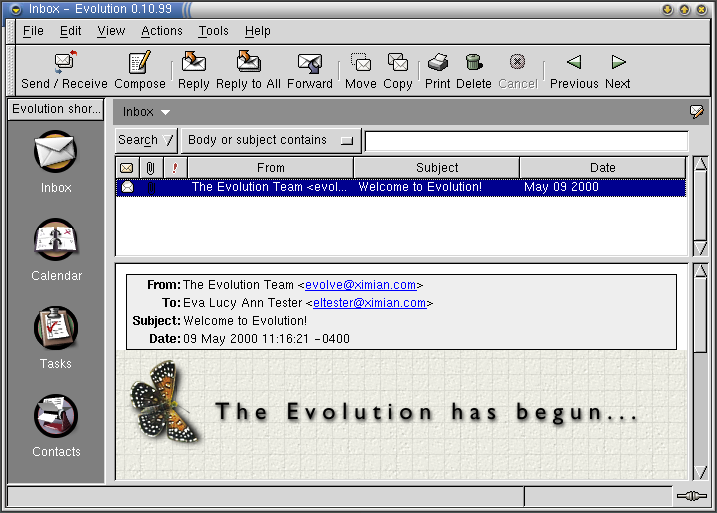 Inbox - Evolution 0.10.99
File Edit View Actions Tools Help
Send / Receive Compose Reply Reply to All Forward Move Copy Print Delete Cancel Previous Next
Evolution shor... Inbox
Search Body or subject contains
! From Subject Date
The Evolution Team <evol... Welcome to Evolution! May 09 2000
Inbox
Calendar
Tasks
Contacts
From: The Evolution Team <evolve@ximian.com>
To: Eva Lucy Ann Tester <eltester@ximian.com>
Subject: Welcome to Evolution!
Date: 09 May 2000 11:16:21 -0400
The Evolution has begun...